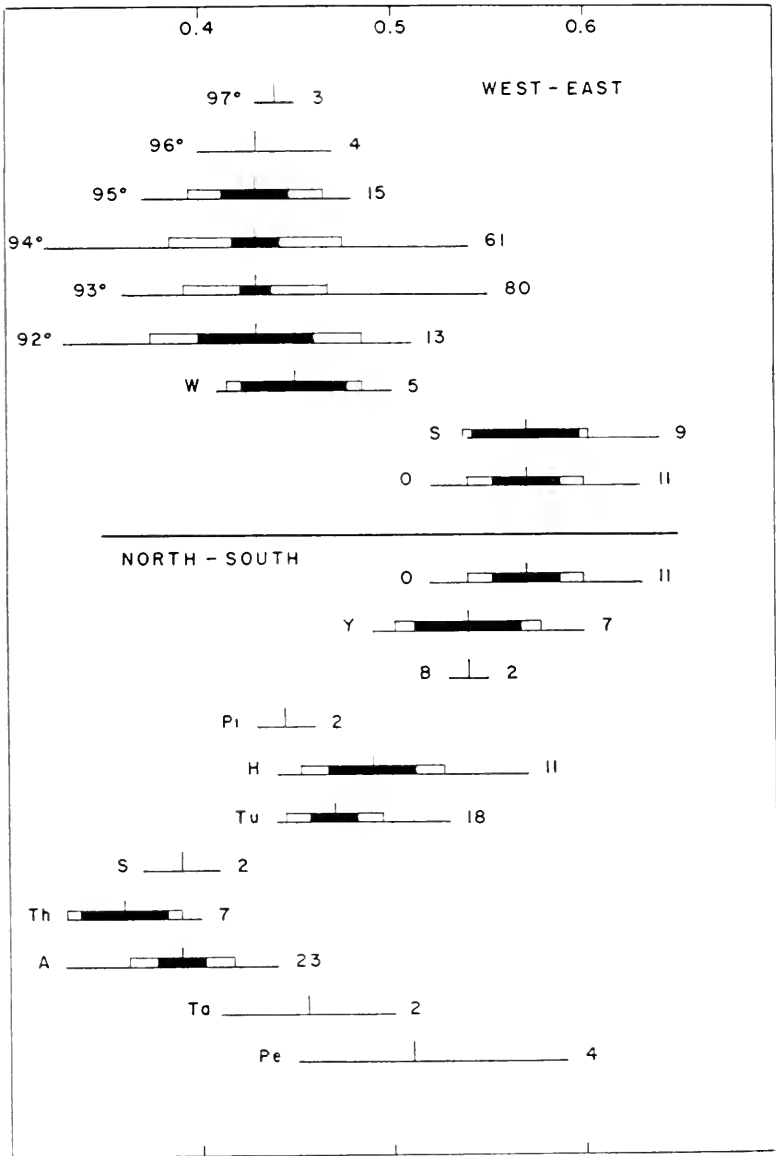 0.4 0.5 0.6
WEST-EAST
97° 3
96° 4
95° 15
94° 61
93° 80
92° 13
W 5
S 9
O 11
NORTH-SOUTH
O 11
Y 7
B 2
Pi 2
H 11
Tu 18
S 2
Th 7
A 23
Ta 2
Pe 4